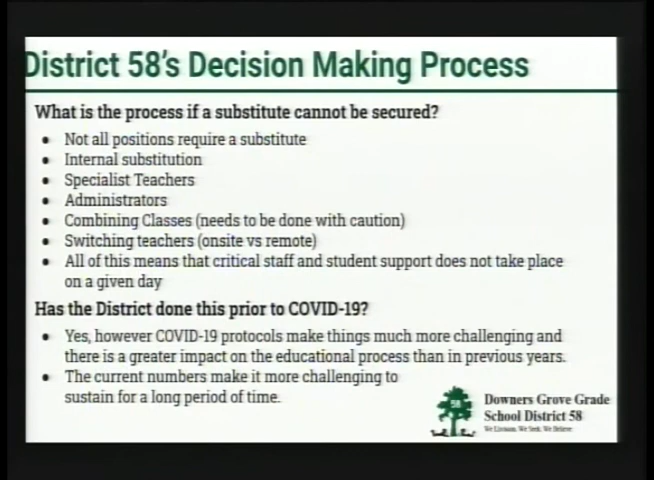 District 58's Decision Making Process
What is the process if a substitute cannot be secured?
• Not all positions require a substitute
• Internal substitution
• Specialist Teachers
• Administrators
• Combining Classes (needs to be done with caution)
• Switching teachers (onsite vs remote)
• All of this means that critical staff and student support does not take place
on a given day
Has the District done this prior to COVID-19?
• Yes, however COVID-19 protocols make things much more challenging and
there is a greater impact on the educational process than in previous years.
• The current numbers make it more challenging to
sustain for a long period of time.
58
Downers Grove Grade
School District 58